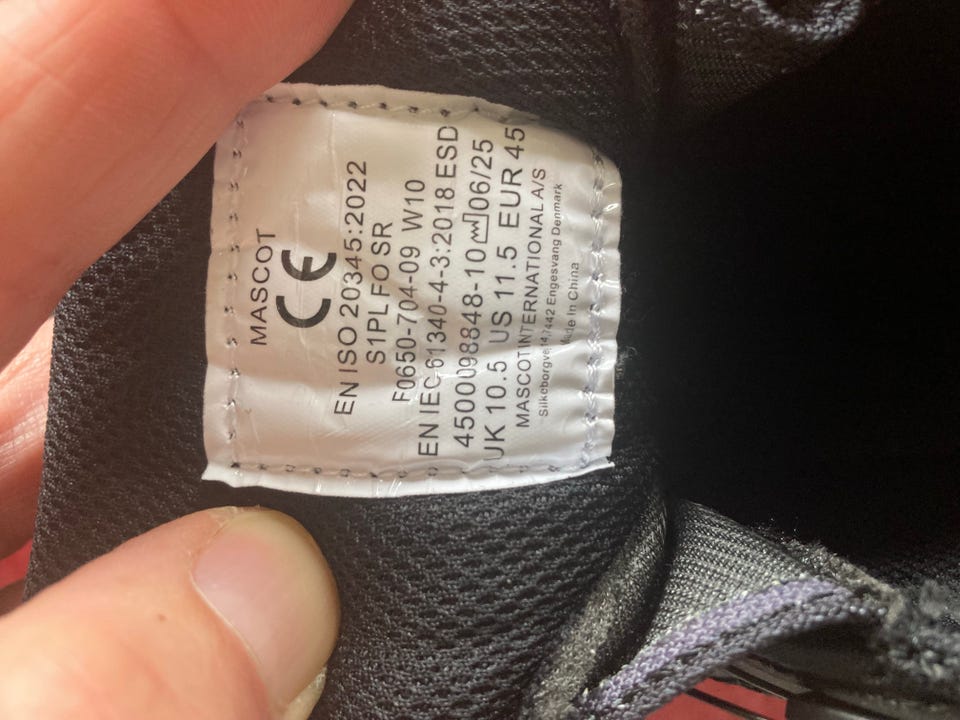 MASCOT
CE
EN ISO 20345:2022
S1PL FO SR
F0650-704-09 W10
EN IEC 61340-4-3:2018 ESD
4500098848-10 06/25
UK 10.5 US 11.5 EUR 45
MASCOT INTERNATIONAL A/S
Silkeborgvej 14,7442 Engesvang Denmark
Made In China